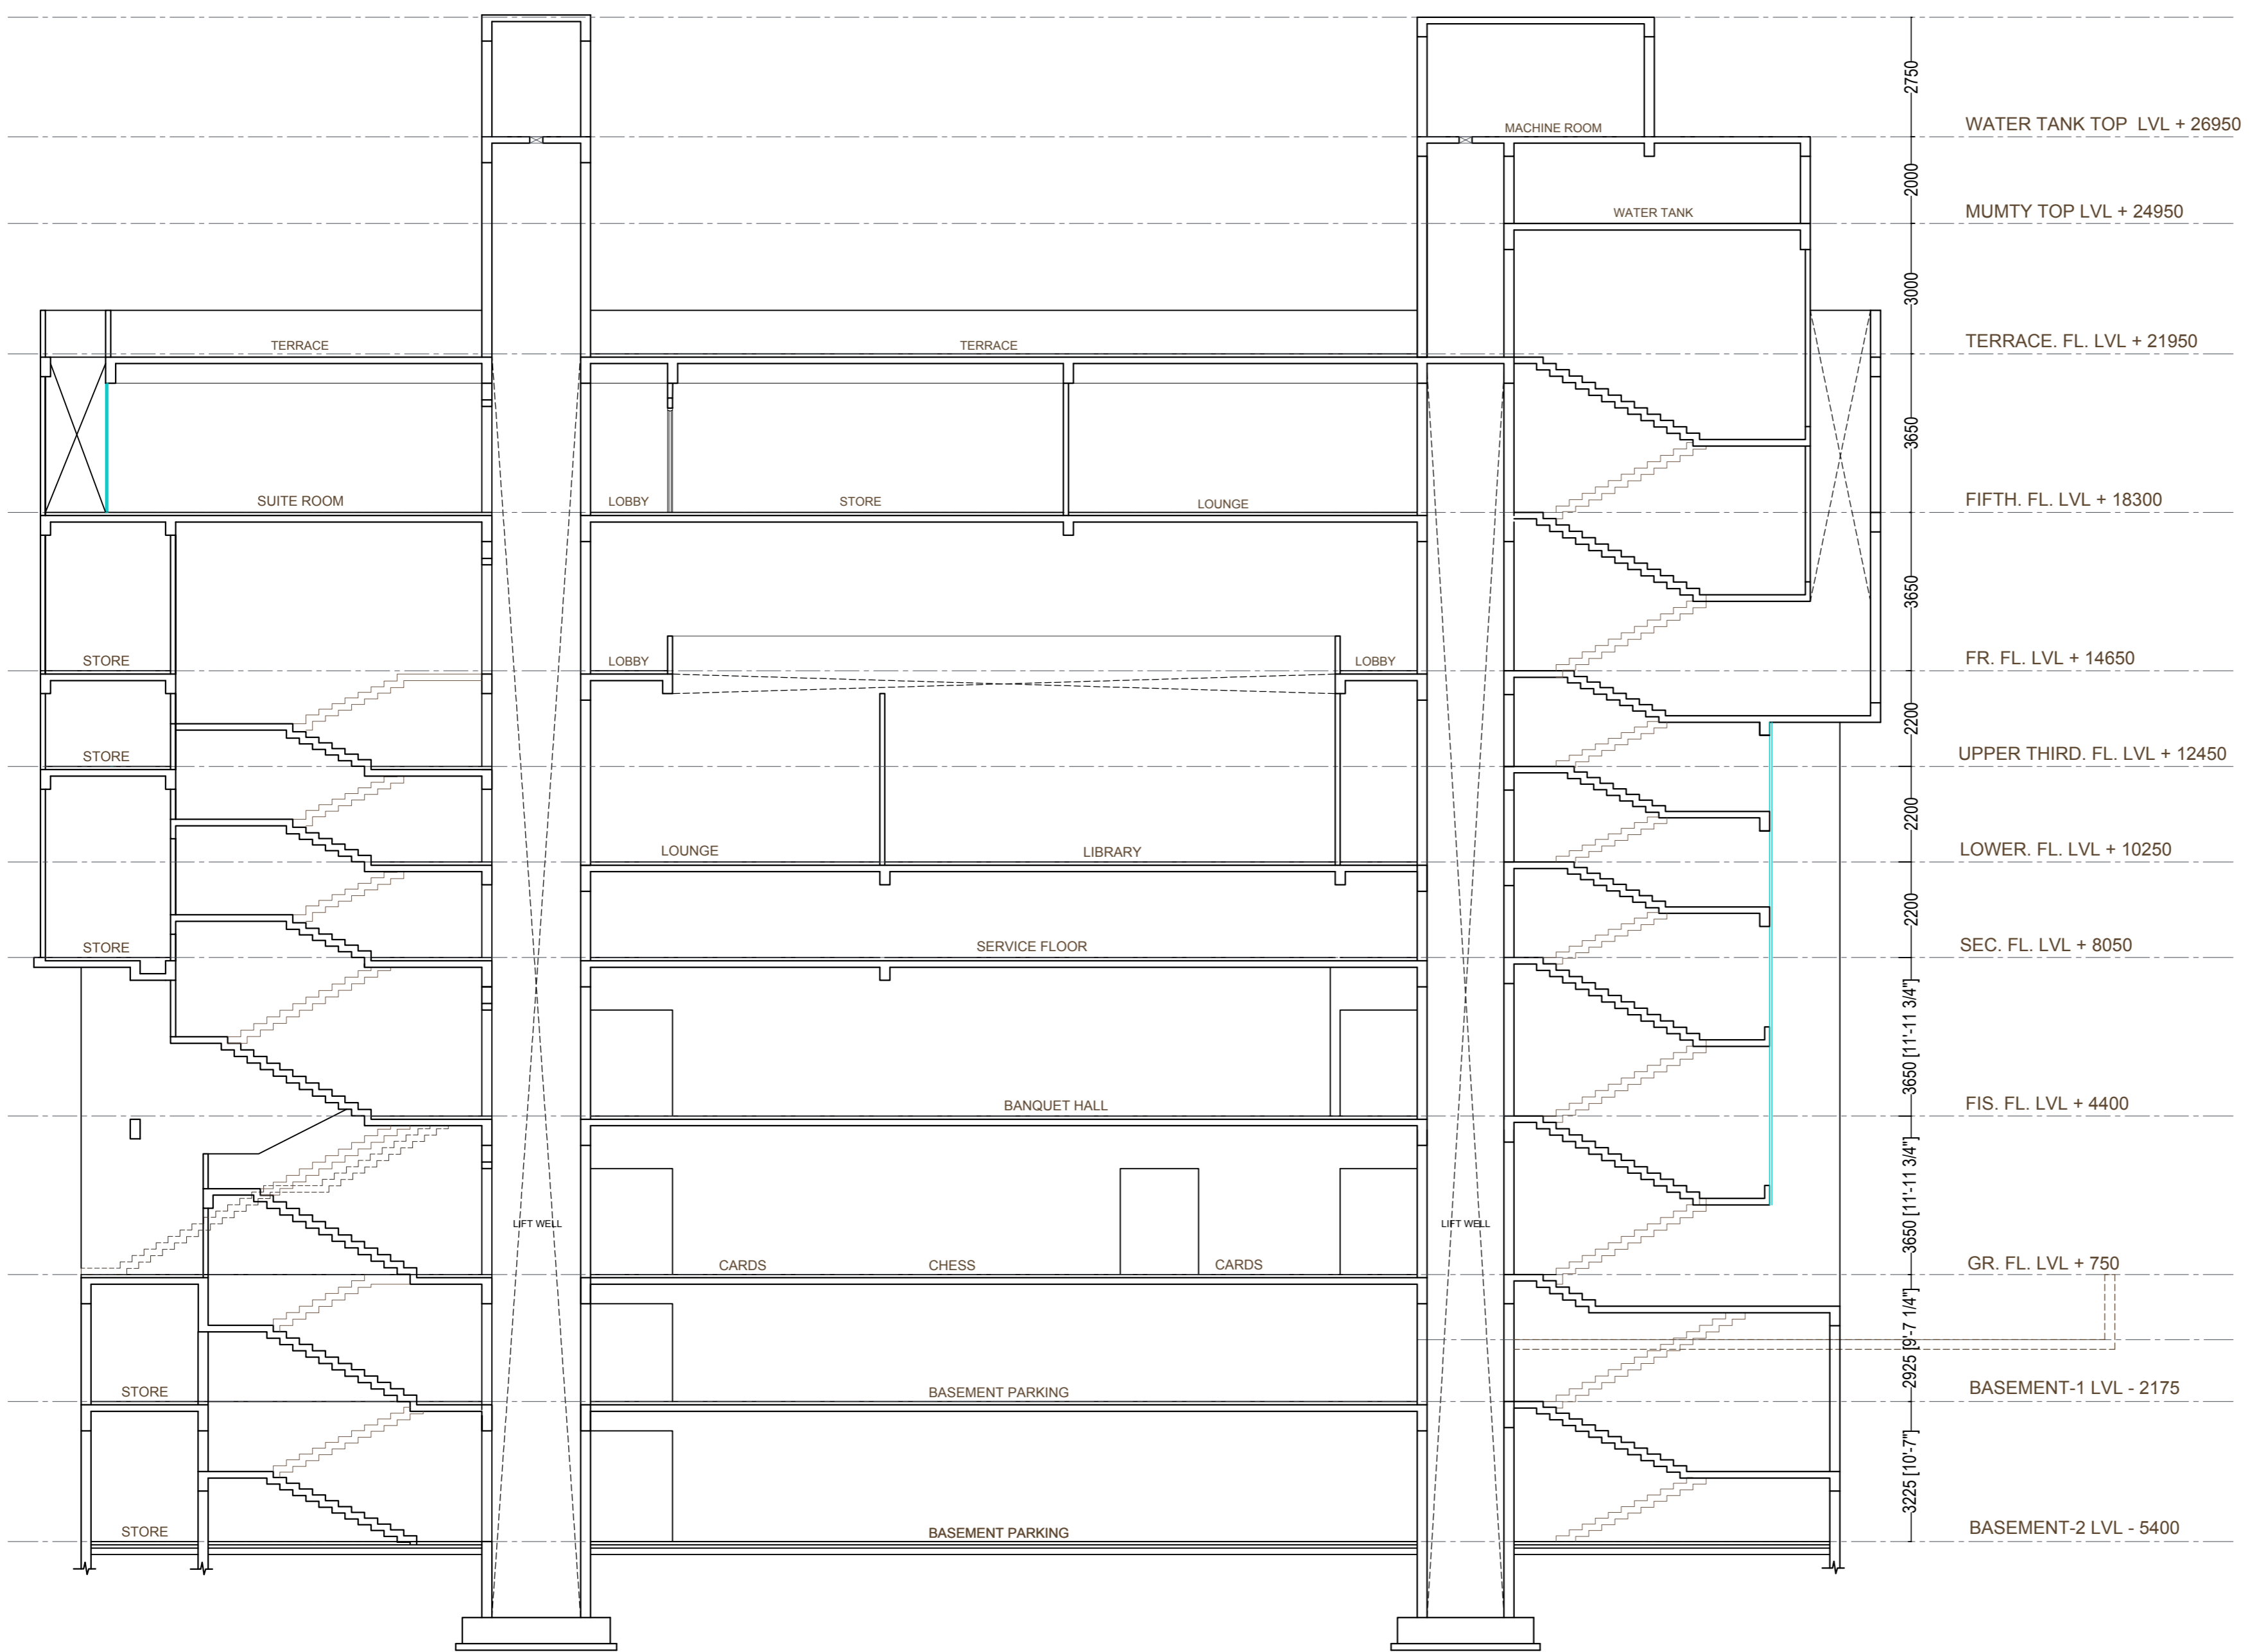 2750
MACHINE ROOM
WATER TANK TOP LVL + 26950
2000
WATER TANK
MUMTY TOP LVL + 24950
3000
TERRACE
TERRACE
TERRACE. FL. LVL + 21950
3650
SUITE ROOM
LOBBY
STORE
LOUNGE
FIFTH. FL. LVL + 18300
3650
STORE
LOBBY
LOBBY
FR. FL. LVL + 14650
2200
STORE
UPPER THIRD. FL. LVL + 12450
2200
LOUNGE
LIBRARY
LOWER. FL. LVL + 10250
2200
STORE
SERVICE FLOOR
SEC. FL. LVL + 8050
3650 [11'-11 3/4"]
BANQUET HALL
FIS. FL. LVL + 4400
3650 [11'-11 3/4"]
LIFT WELL
LIFT WELL
CARDS
CHESS
CARDS
GR. FL. LVL + 750
2925 [9'-7 1/4"]
STORE
BASEMENT PARKING
BASEMENT-1 LVL - 2175
3225 [10'-7"]
STORE
BASEMENT PARKING
BASEMENT-2 LVL - 5400